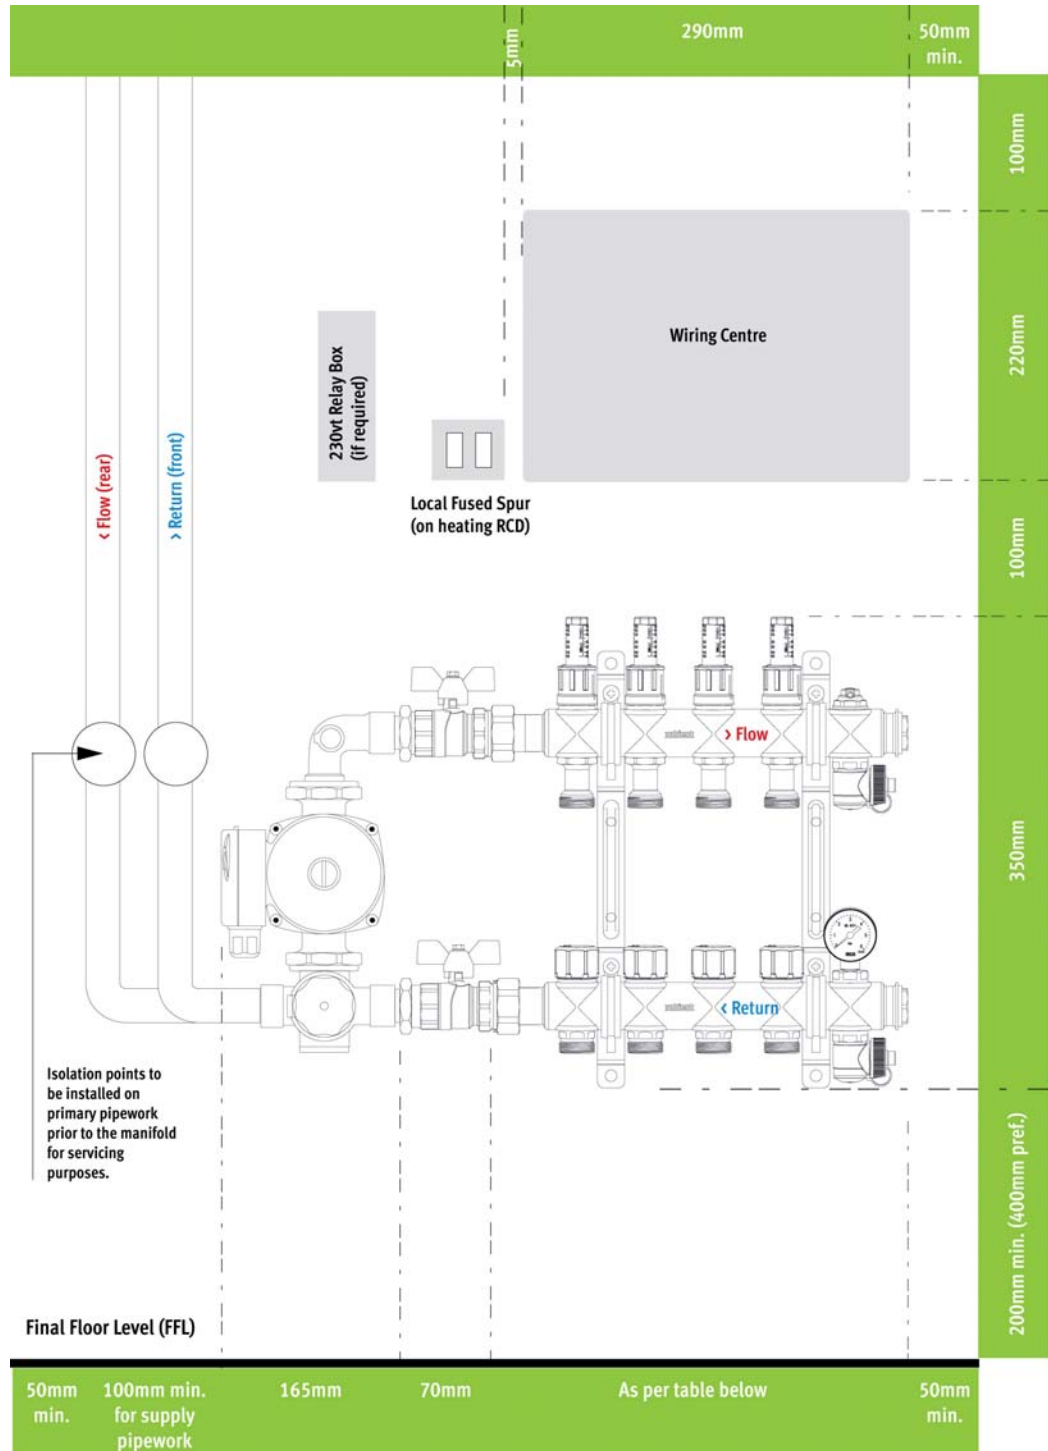 5mm
290mm
50mm
min.
100mm
220mm
Wiring Centre
230vt Relay Box
(if required)
Local Fused Spur
(on heating RCD)
‹ Flow (rear)
› Return (front)
100mm
› Flow
350mm
‹ Return
Isolation points to
be installed on
primary pipework
prior to the manifold
for servicing
purposes.
200mm min. (400mm pref.)
Final Floor Level (FFL)
50mm
min.
100mm min.
for supply
pipework
165mm
70mm
As per table below
50mm
min.